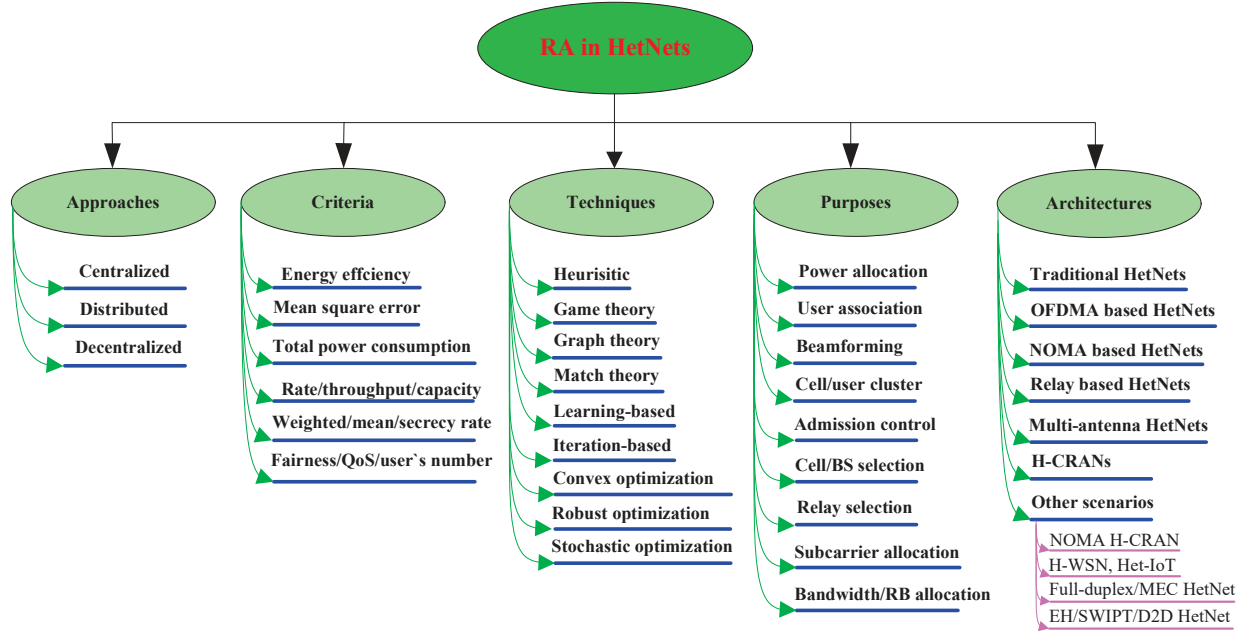 RA in HetNets
Approaches
Centralized
Distributed
Decentralized
Criteria
Energy effciency
Mean square error
Total power consumption
Rate/throughput/capacity
Weighted/mean/secrecy rate
Fairness/QoS/user`s number
Techniques
Heurisitic
Game theory
Graph theory
Match theory
Learning-based
Iteration-based
Convex optimization
Robust optimization
Stochastic optimization
Purposes
Power allocation
User association
Beamforming
Cell/user cluster
Admission control
Cell/BS selection
Relay selection
Subcarrier allocation
Bandwidth/RB allocation
Architectures
Traditional HetNets
OFDMA based HetNets
NOMA based HetNets
Relay based HetNets
Multi-antenna HetNets
H-CRANs
Other scenarios
NOMA H-CRAN
H-WSN, Het-IoT
Full-duplex/MEC HetNet
EH/SWIPT/D2D HetNet